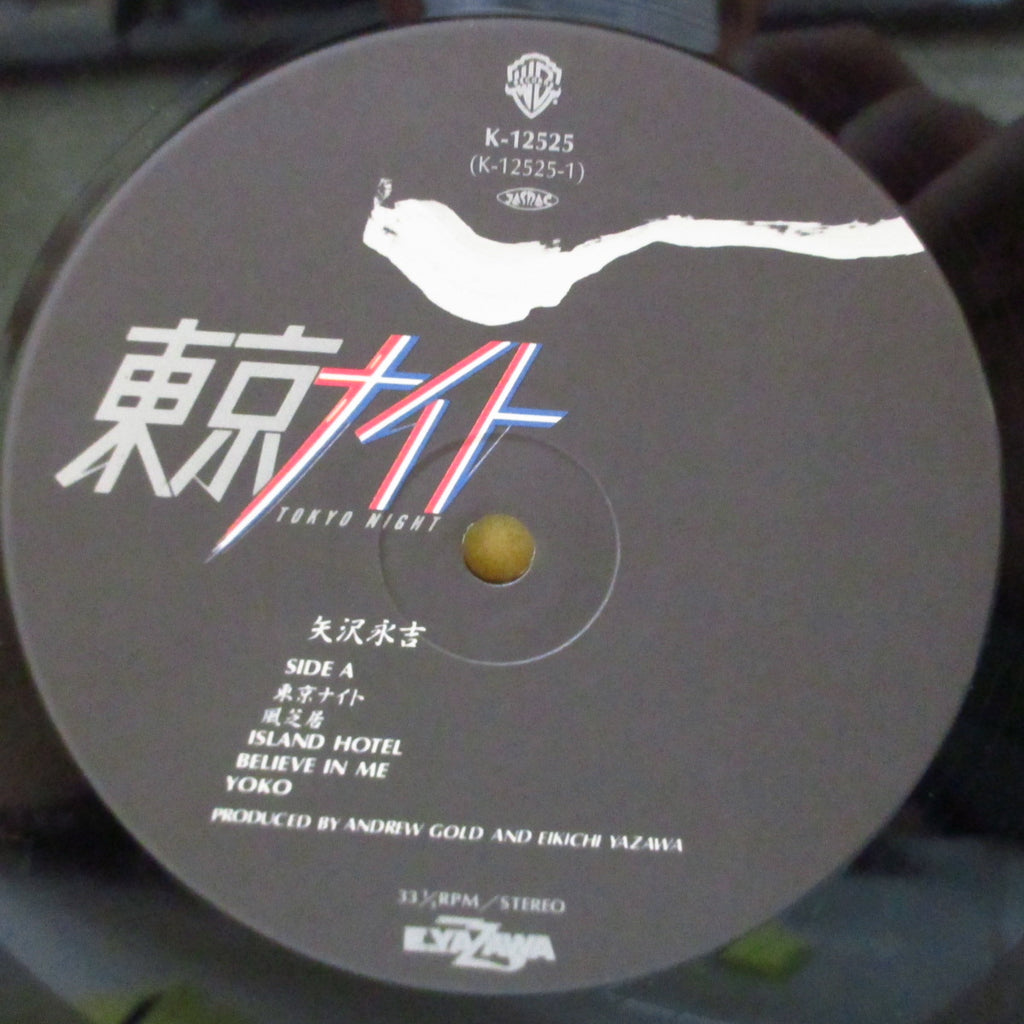 K-12525
(K-12525-1)
JASRAC
東京ナイト
TOKYO NIGHT
矢沢永吉
SIDE A
東京ナイト
風芝居
ISLAND HOTEL
BELIEVE IN ME
YOKO
PRODUCED BY ANDREW GOLD AND EIKICHI YAZAWA
33⅓RPM/STEREO
E.YAZAWA